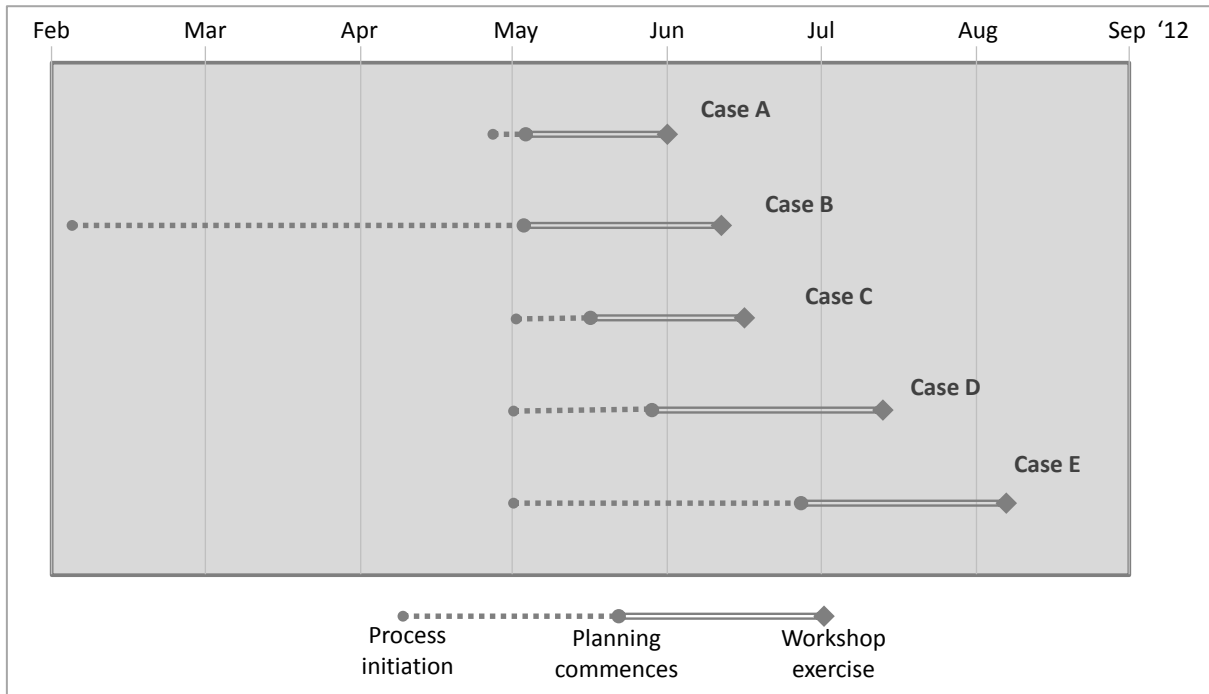 Feb Mar Apr May Jun Jul Aug Sep ‘12
Case A
Case B
Case C
Case D
Case E
Process initiation
Planning commences
Workshop exercise